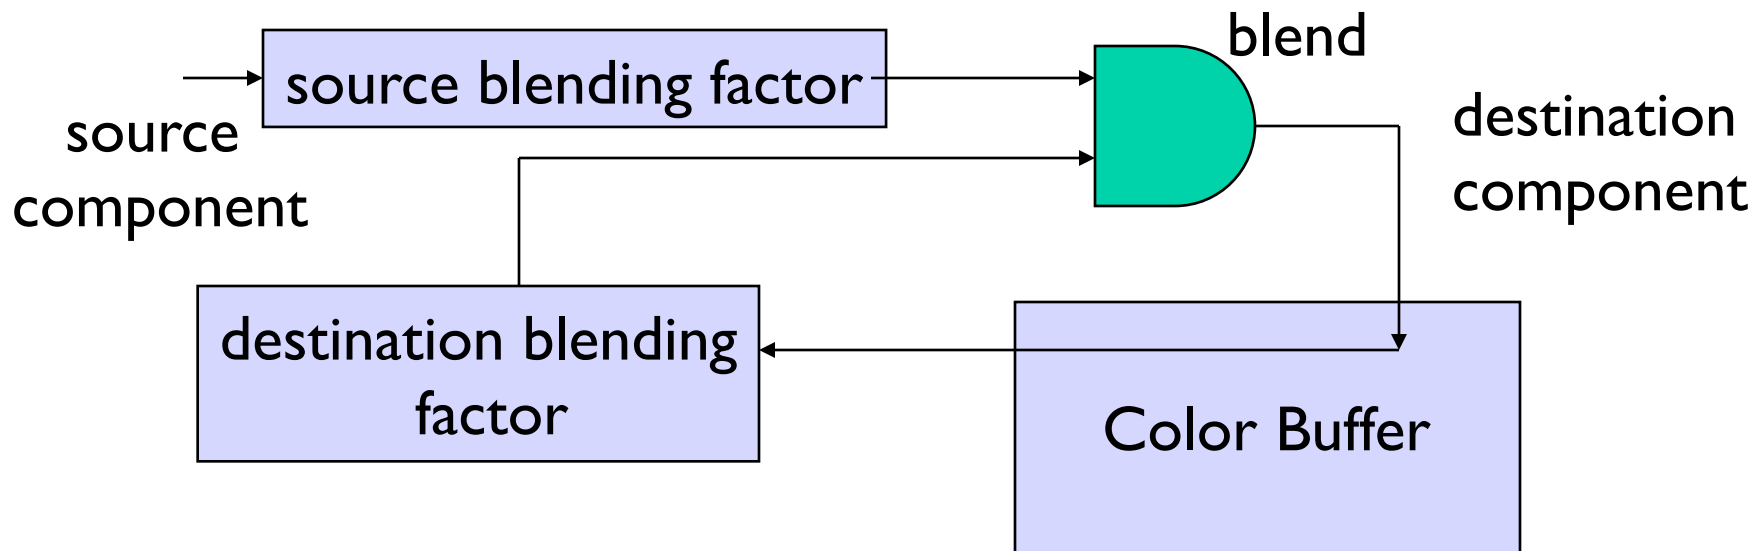 blend
source blending factor
source
component
destination
component
destination blending
factor
Color Buffer